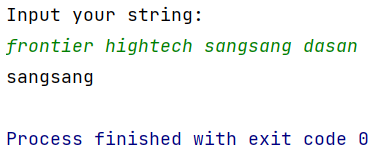 Input your string:
frontier hightech sangsang dasan
sangsang
Process finished with exit code 0